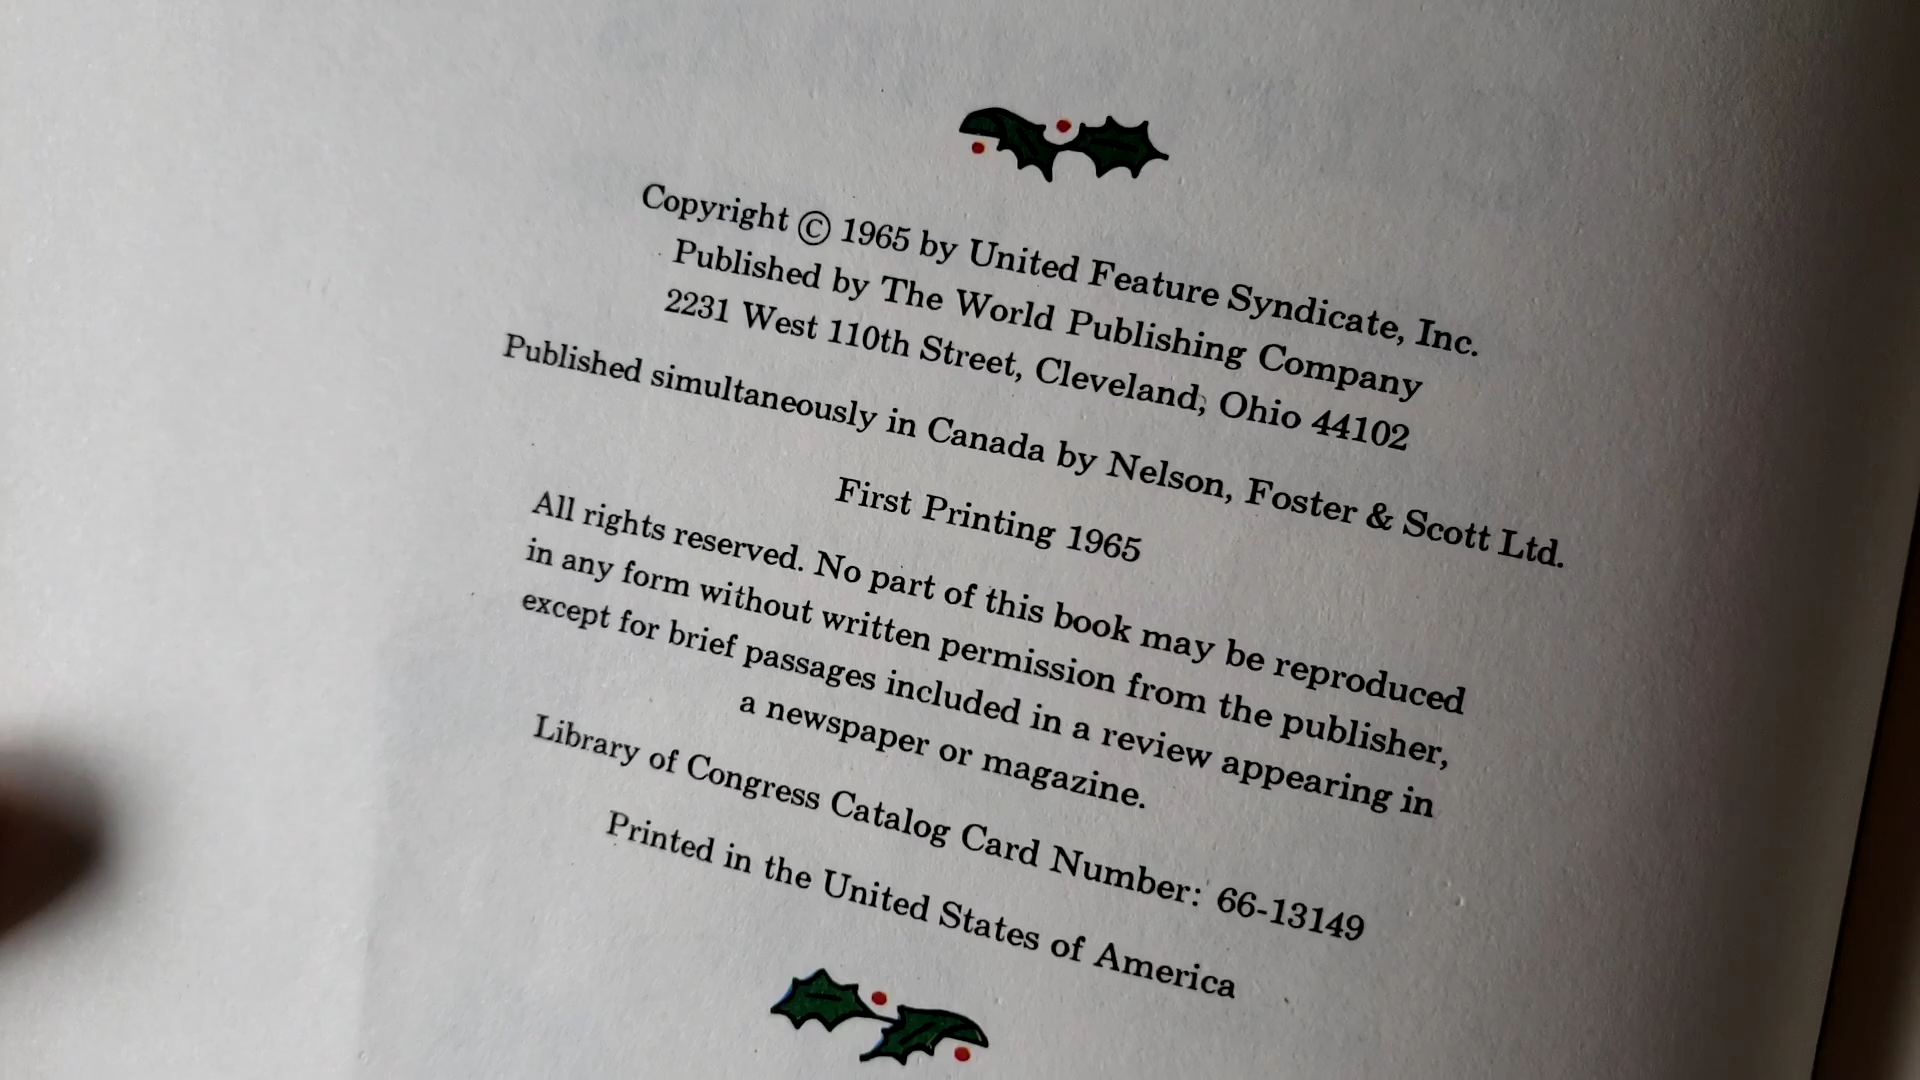 Copyright © 1965 by United Feature Syndicate, Inc.
Published by The World Publishing Company
2231 West 110th Street, Cleveland, Ohio 44102
Published simultaneously in Canada by Nelson, Foster & Scott Ltd.
First Printing 1965
All rights reserved. No part of this book may be reproduced
in any form without written permission from the publisher,
except for brief passages included in a review appearing in
a newspaper or magazine.
Library of Congress Catalog Card Number: 66-13149
Printed in the United States of America